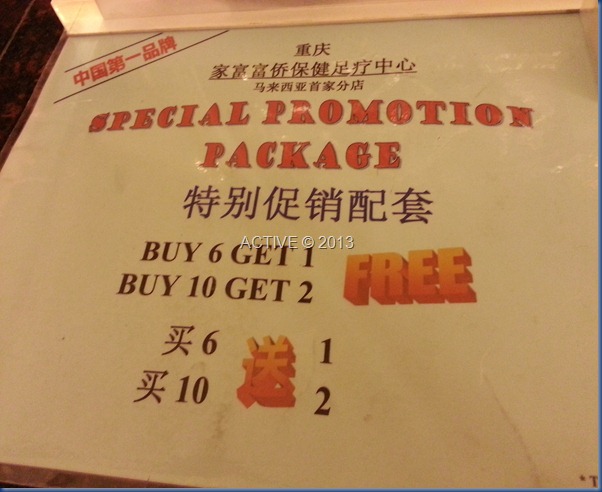 中国第一品牌
重庆
家富富侨保健足疗中心
马来西亚首家分店
SPECIAL PROMOTION
PACKAGE
特别促销配套
ACTIVE © 2013
BUY 6 GET 1
BUY 10 GET 2
FREE
买 6 送 1
买 10 2
* T